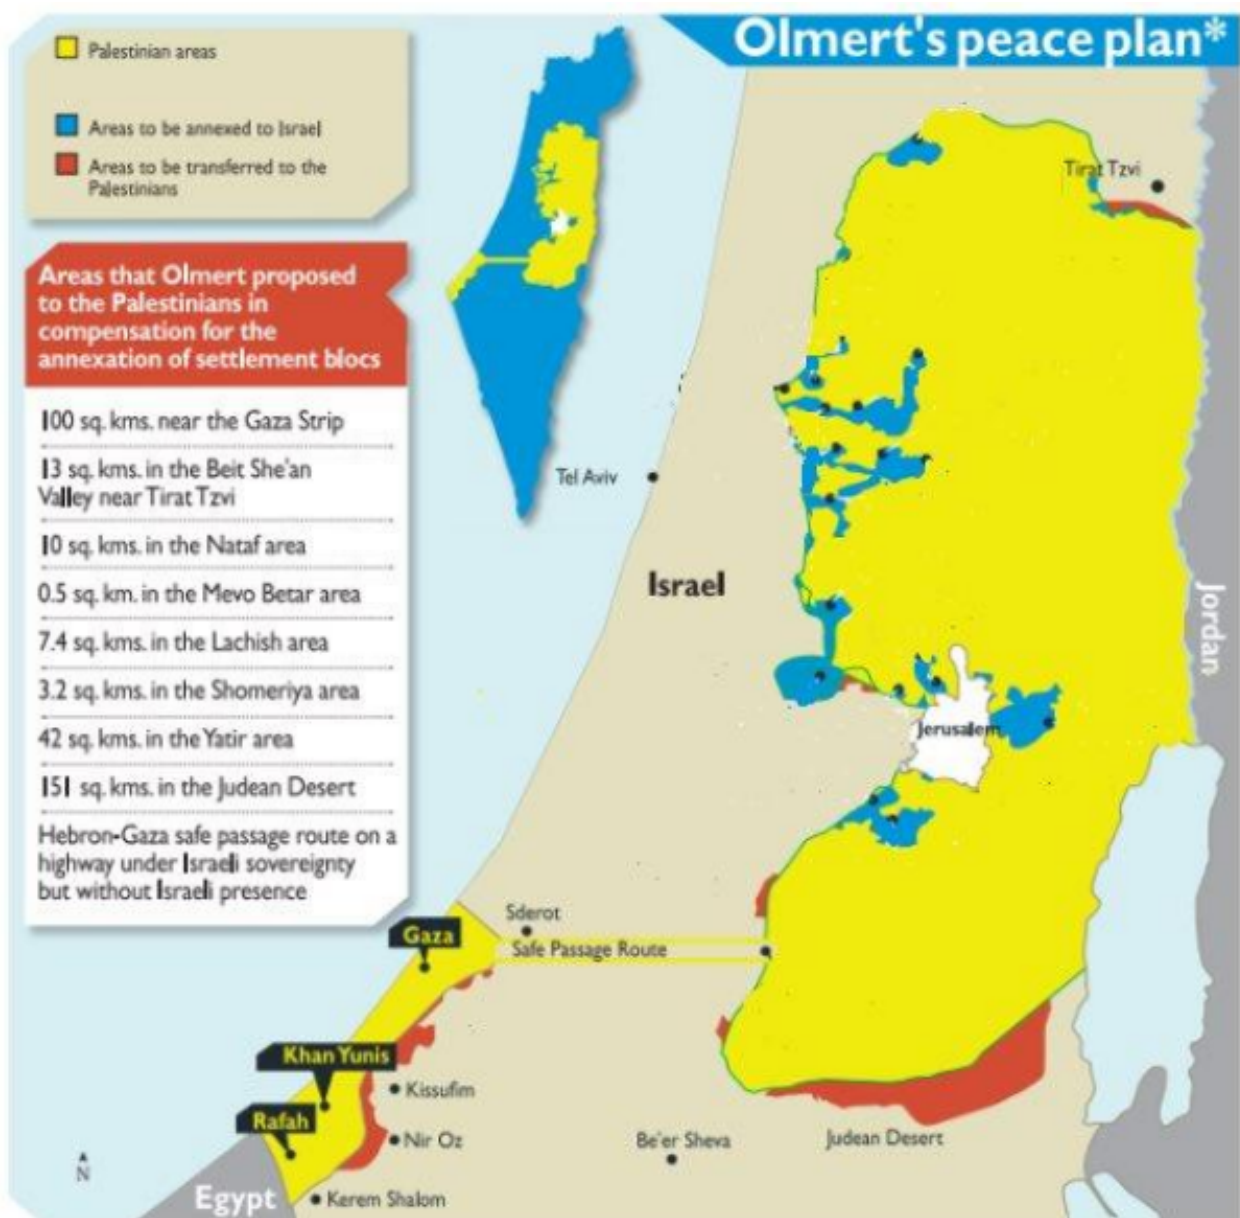 Olmert's peace plan*
Palestinian areas
Areas to be annexed to Israel
Areas to be transferred to the
Palestinians
Areas that Olmert proposed
to the Palestinians in
compensation for the
annexation of settlement blocs
100 sq. kms. near the Gaza Strip
13 sq. kms. in the Beit She'an
Valley near Tirat Tzvi
10 sq. kms. in the Nataf area
0.5 sq. km. in the Mevo Betar area
7.4 sq. kms. in the Lachish area
3.2 sq. kms. in the Shomeriya area
42 sq. kms. in the Yatir area
151 sq. kms. in the Judean Desert
Hebron-Gaza safe passage route on a
highway under Israeli sovereignty
but without Israeli presence
Tirat Tzvi
Tel Aviv
Israel
Jordan
Jerusalem
Sderot
Gaza
Safe Passage Route
Khan Yunis
Kissufim
Rafah
Nir Oz
Be'er Sheva
Judean Desert
N
Egypt
Kerem Shalom